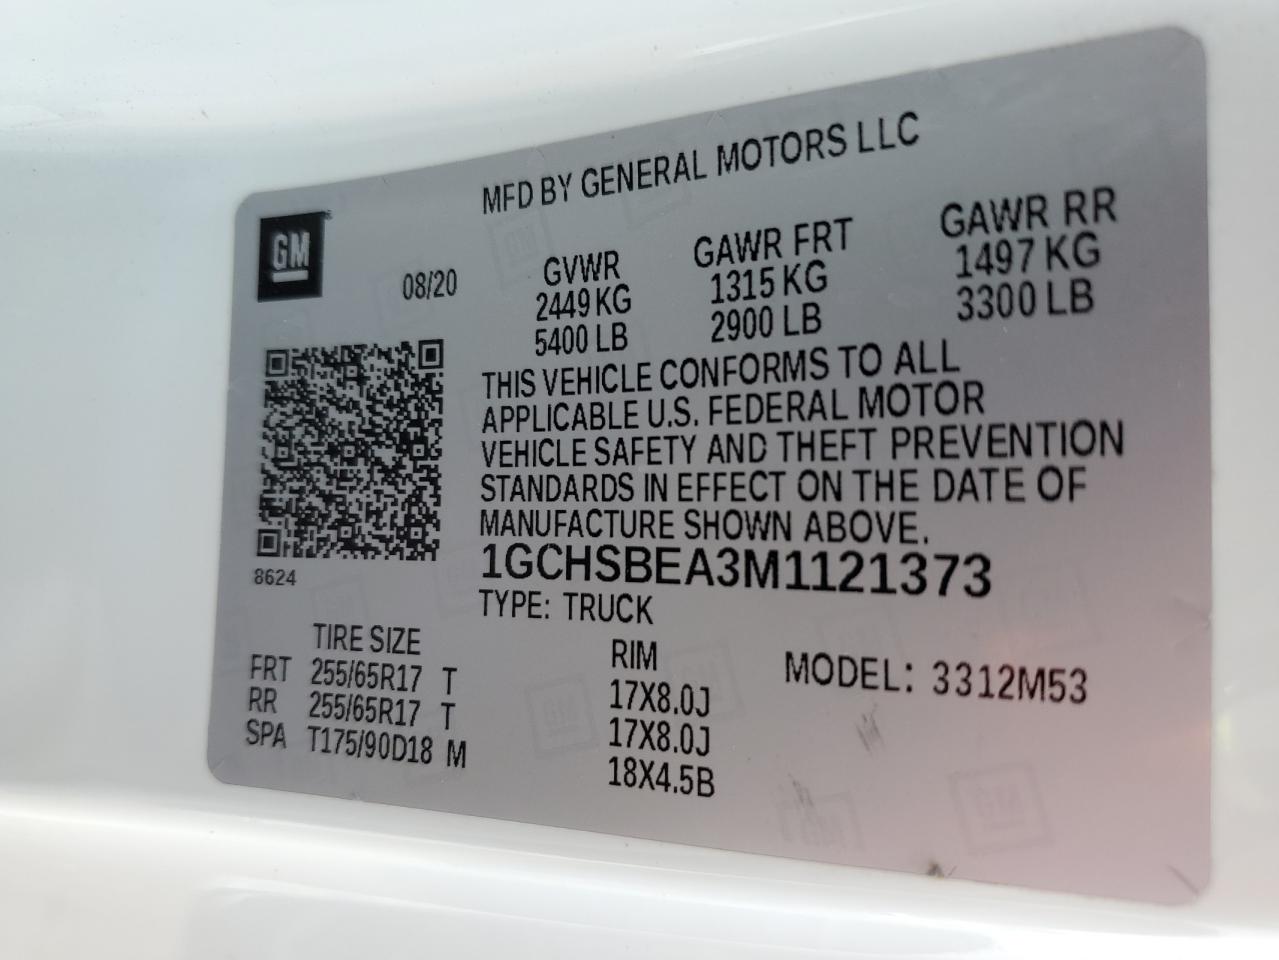 MFD BY GENERAL MOTORS LLC
GM
08/20
GVWR GAWR FRT GAWR RR
2449 KG 1315 KG 1497 KG
5400 LB 2900 LB 3300 LB
THIS VEHICLE CONFORMS TO ALL
APPLICABLE U.S. FEDERAL MOTOR
VEHICLE SAFETY AND THEFT PREVENTION
STANDARDS IN EFFECT ON THE DATE OF
MANUFACTURE SHOWN ABOVE.
8624
1GCHSBEA3M1121373
TYPE: TRUCK
TIRE SIZE RIM MODEL: 3312M53
FRT 255/65R17 T 17X8.0J
RR 255/65R17 T 17X8.0J
SPA T175/90D18 M 18X4.5B